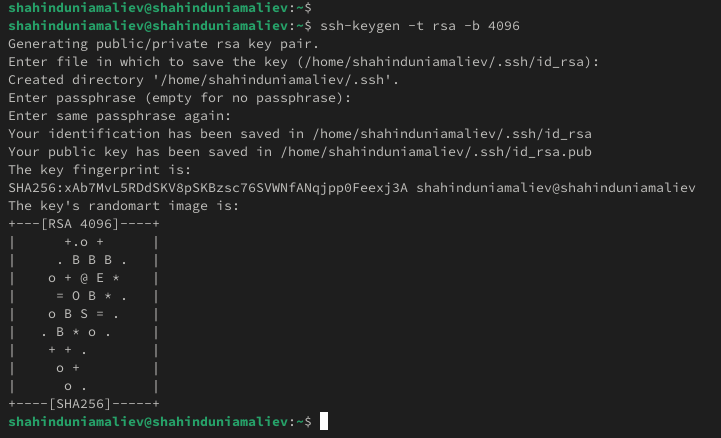 shahinduniamaliev@shahinduniamaliev:~$
shahinduniamaliev@shahinduniamaliev:~$ ssh-keygen -t rsa -b 4096
Generating public/private rsa key pair.
Enter file in which to save the key (/home/shahinduniamaliev/.ssh/id_rsa):
Created directory '/home/shahinduniamaliev/.ssh'.
Enter passphrase (empty for no passphrase):
Enter same passphrase again:
Your identification has been saved in /home/shahinduniamaliev/.ssh/id_rsa
Your public key has been saved in /home/shahinduniamaliev/.ssh/id_rsa.pub
The key fingerprint is:
SHA256:xAb7MvL5RDdSKV8pSKBzsc76SVWNfANqjpp0Feexj3A shahinduniamaliev@shahinduniamaliev
The key's randomart image is:
+---[RSA 4096]----+
|      +.o +      |
|     . B B B .   |
|    o + @ E *    |
|     = O B * .   |
|    o B S = .    |
|   . B * o .     |
|    + + .        |
|     o +         |
|      o .        |
+----[SHA256]-----+
shahinduniamaliev@shahinduniamaliev:~$